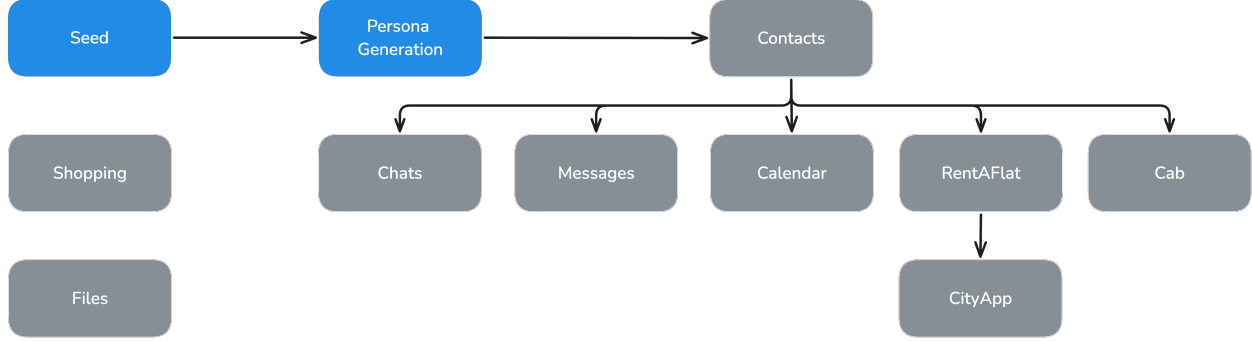 Seed
Persona
Generation
Contacts
Shopping
Chats
Messages
Calendar
RentAFlat
Cab
Files
CityApp